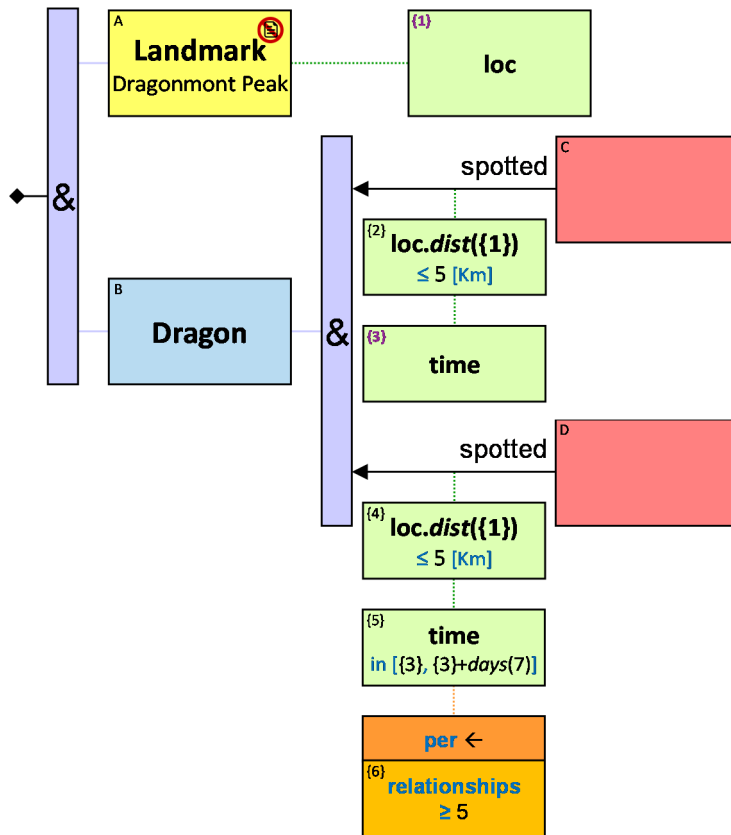 A
Landmark
Dragonmont Peak
{1}
loc
&
spotted
C
{2}
loc.dist({1})
≤ 5 [Km]
B
Dragon
&
{3}
time
spotted
D
{4}
loc.dist({1})
≤ 5 [Km]
{5}
time
in [{3}, {3}+days(7)]
per ←
{6}
relationships
≥ 5